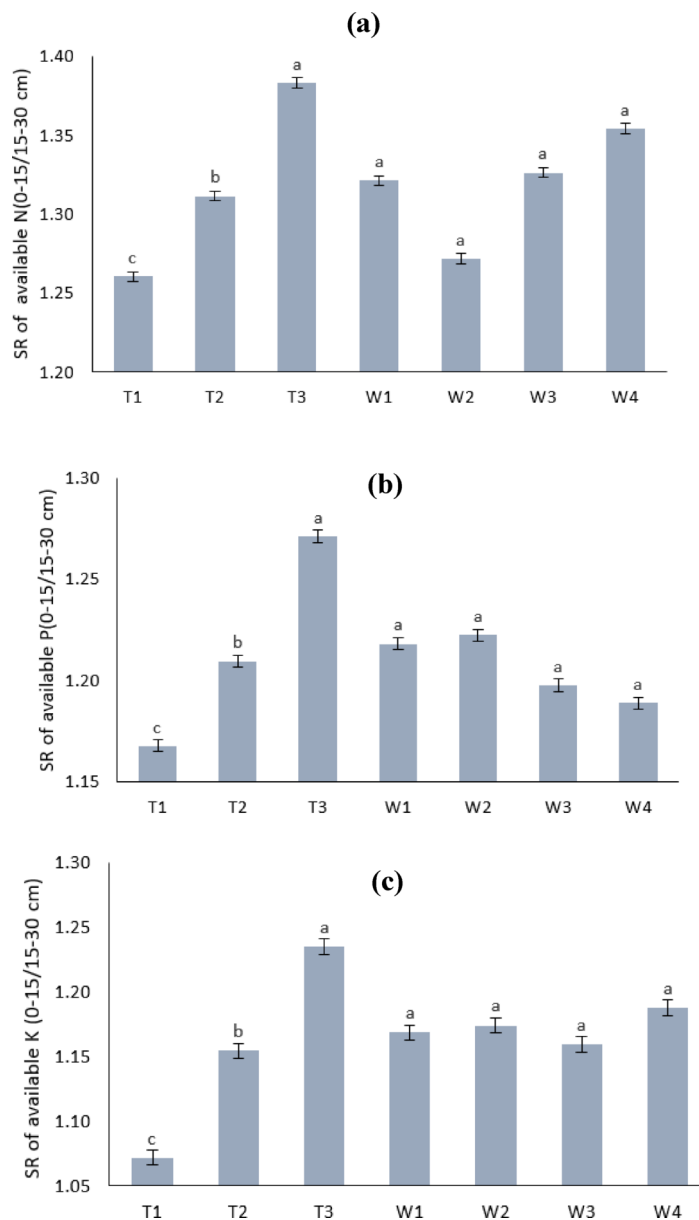 (a)
SR of available N(0-15/15-30 cm)
1.40
1.35
1.30
1.25
1.20
c
b
a
a
a
a
a
T1 T2 T3 W1 W2 W3 W4
(b)
SR of available P(0-15/15-30 cm)
1.30
1.25
1.20
1.15
c
b
a
a
a
a
a
T1 T2 T3 W1 W2 W3 W4
(c)
SR of available K (0-15/15-30 cm)
1.30
1.25
1.20
1.15
1.10
1.05
c
b
a
a
a
a
a
T1 T2 T3 W1 W2 W3 W4